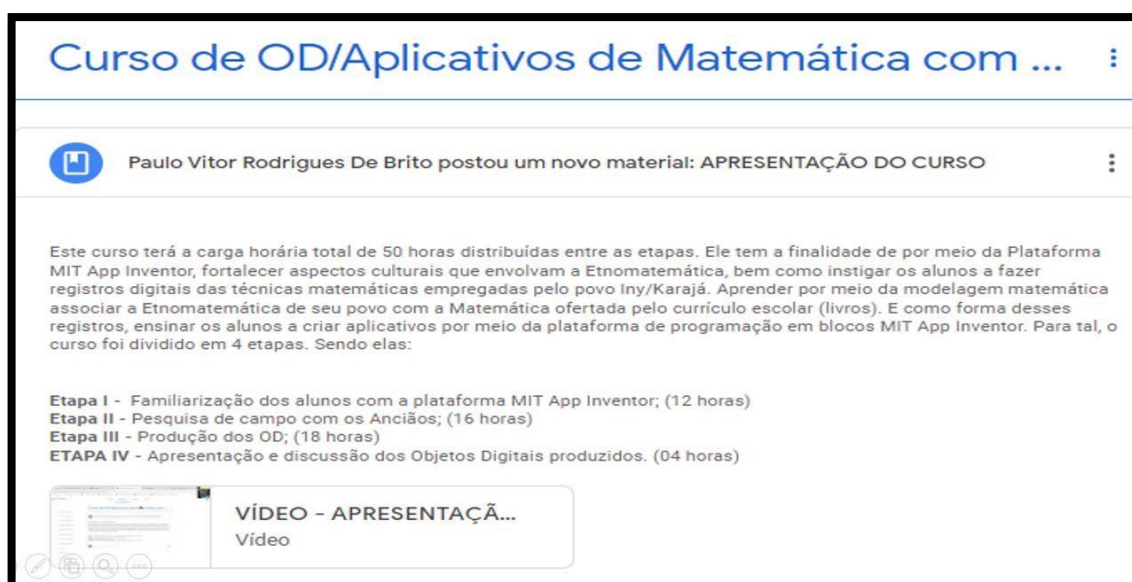 Curso de OD/Aplicativos de Matemática com ...
Paulo Vitor Rodrigues De Brito postou um novo material: APRESENTAÇÃO DO CURSO
Este curso terá a carga horária total de 50 horas distribuídas entre as etapas. Ele tem a finalidade de por meio da Plataforma
MIT App Inventor, fortalecer aspectos culturais que envolvam a Etnomatemática, bem como instigar os alunos a fazer
registros digitais das técnicas matemáticas empregadas pelo povo Iny/Karajá. Aprender por meio da modelagem matemática
associar a Etnomatemática de seu povo com a Matemática ofertada pelo currículo escolar (livros). E como forma desses
registros, ensinar os alunos a criar aplicativos por meio da plataforma de programação em blocos MIT App Inventor. Para tal, o
curso foi dividido em 4 etapas. Sendo elas:
Etapa I - Familiarização dos alunos com a plataforma MIT App Inventor; (12 horas)
Etapa II - Pesquisa de campo com os Anciãos; (16 horas)
Etapa III - Produção dos OD; (18 horas)
ETAPA IV - Apresentação e discussão dos Objetos Digitais produzidos. (04 horas)
VÍDEO - APRESENTAÇÃ...
Vídeo